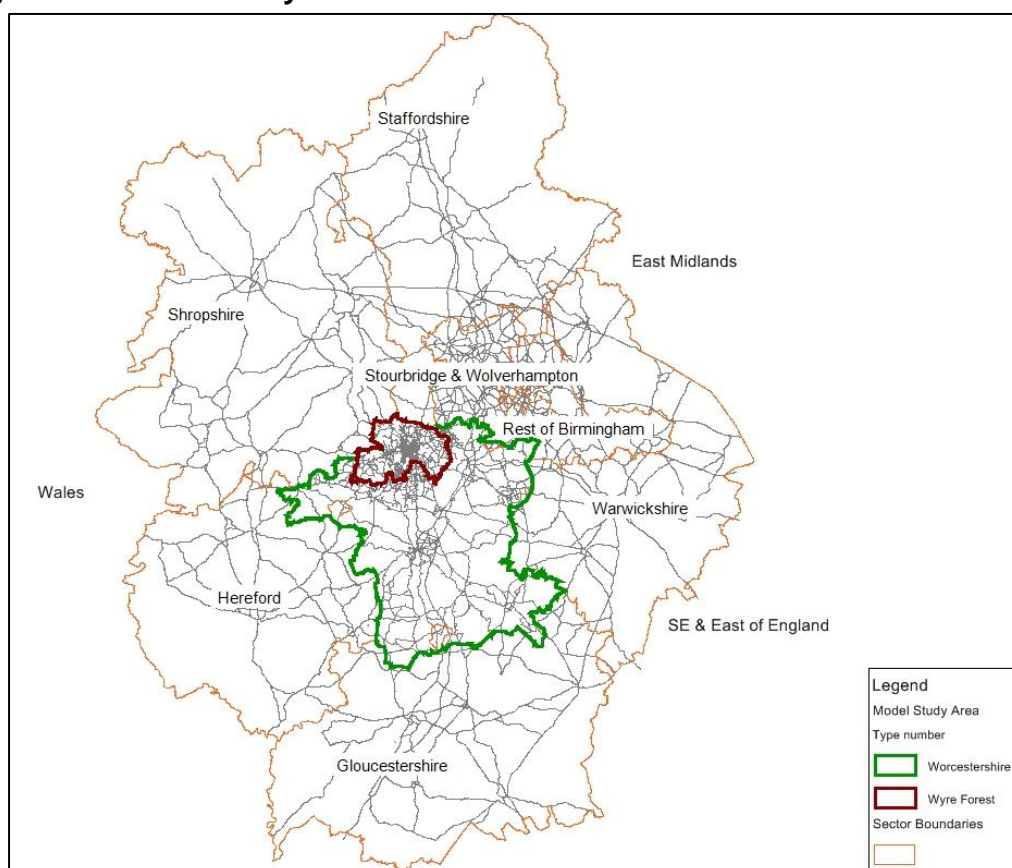 Staffordshire
East Midlands
Shropshire
Stourbridge & Wolverhampton
Rest of Birmingham
Wales
Warwickshire
Hereford
SE & East of England
Gloucestershire
Legend
Model Study Area
Type number
Worcestershire
Wyre Forest
Sector Boundaries